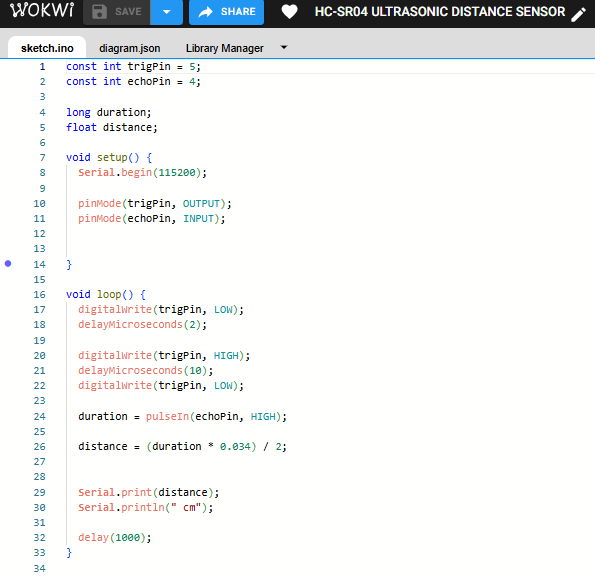 WOKWI SAVE SHARE HC-SR04 ULTRASONIC DISTANCE SENSOR
sketch.ino diagram.json Library Manager
1 const int trigPin = 5;
2 const int echoPin = 4;
3
4 long duration;
5 float distance;
6
7 void setup() {
8 Serial.begin(115200);
9
10 pinMode(trigPin, OUTPUT);
11 pinMode(echoPin, INPUT);
12
13
14 }
15
16 void loop() {
17 digitalWrite(trigPin, LOW);
18 delayMicroseconds(2);
19
20 digitalWrite(trigPin, HIGH);
21 delayMicroseconds(10);
22 digitalWrite(trigPin, LOW);
23
24 duration = pulseIn(echoPin, HIGH);
25
26 distance = (duration * 0.034) / 2;
27
28
29 Serial.print(distance);
30 Serial.println(" cm");
31
32 delay(1000);
33 }
34